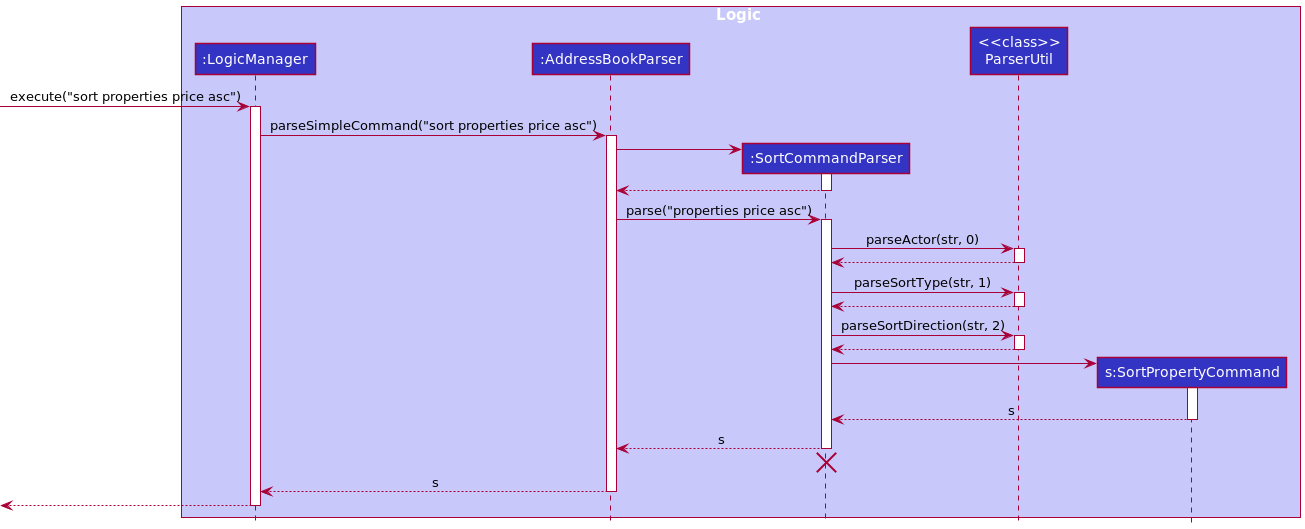 Logic
:LogicManager
:AddressBookParser
<<class>>
ParserUtil
execute("sort properties price asc")
parseSimpleCommand("sort properties price asc")
:SortCommandParser
parse("properties price asc")
parseActor(str, 0)
parseSortType(str, 1)
parseSortDirection(str, 2)
s:SortPropertyCommand
s
s
s